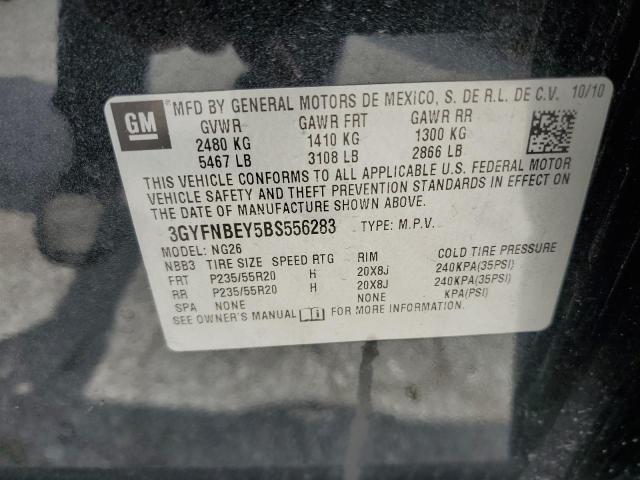 GM
MFD BY GENERAL MOTORS DE MEXICO, S. DE R.L. DE C.V. 10/10
GVWR GAWR FRT GAWR RR
2480 KG 1410 KG 1300 KG
5467 LB 3108 LB 2866 LB
THIS VEHICLE CONFORMS TO ALL APPLICABLE U.S. FEDERAL MOTOR
VEHICLE SAFETY AND THEFT PREVENTION STANDARDS IN EFFECT ON
THE DATE OF MANUFACTURE SHOWN ABOVE.
3GYFNBEY5BS556283 TYPE: M.P.V.
MODEL: NG26
NBB3 TIRE SIZE SPEED RTG RIM COLD TIRE PRESSURE
FRT P235/55R20 H 20X8J 240KPA(35PSI)
RR P235/55R20 H 20X8J 240KPA(35PSI)
SPA NONE NONE KPA(PSI)
SEE OWNER'S MANUAL i FOR MORE INFORMATION.